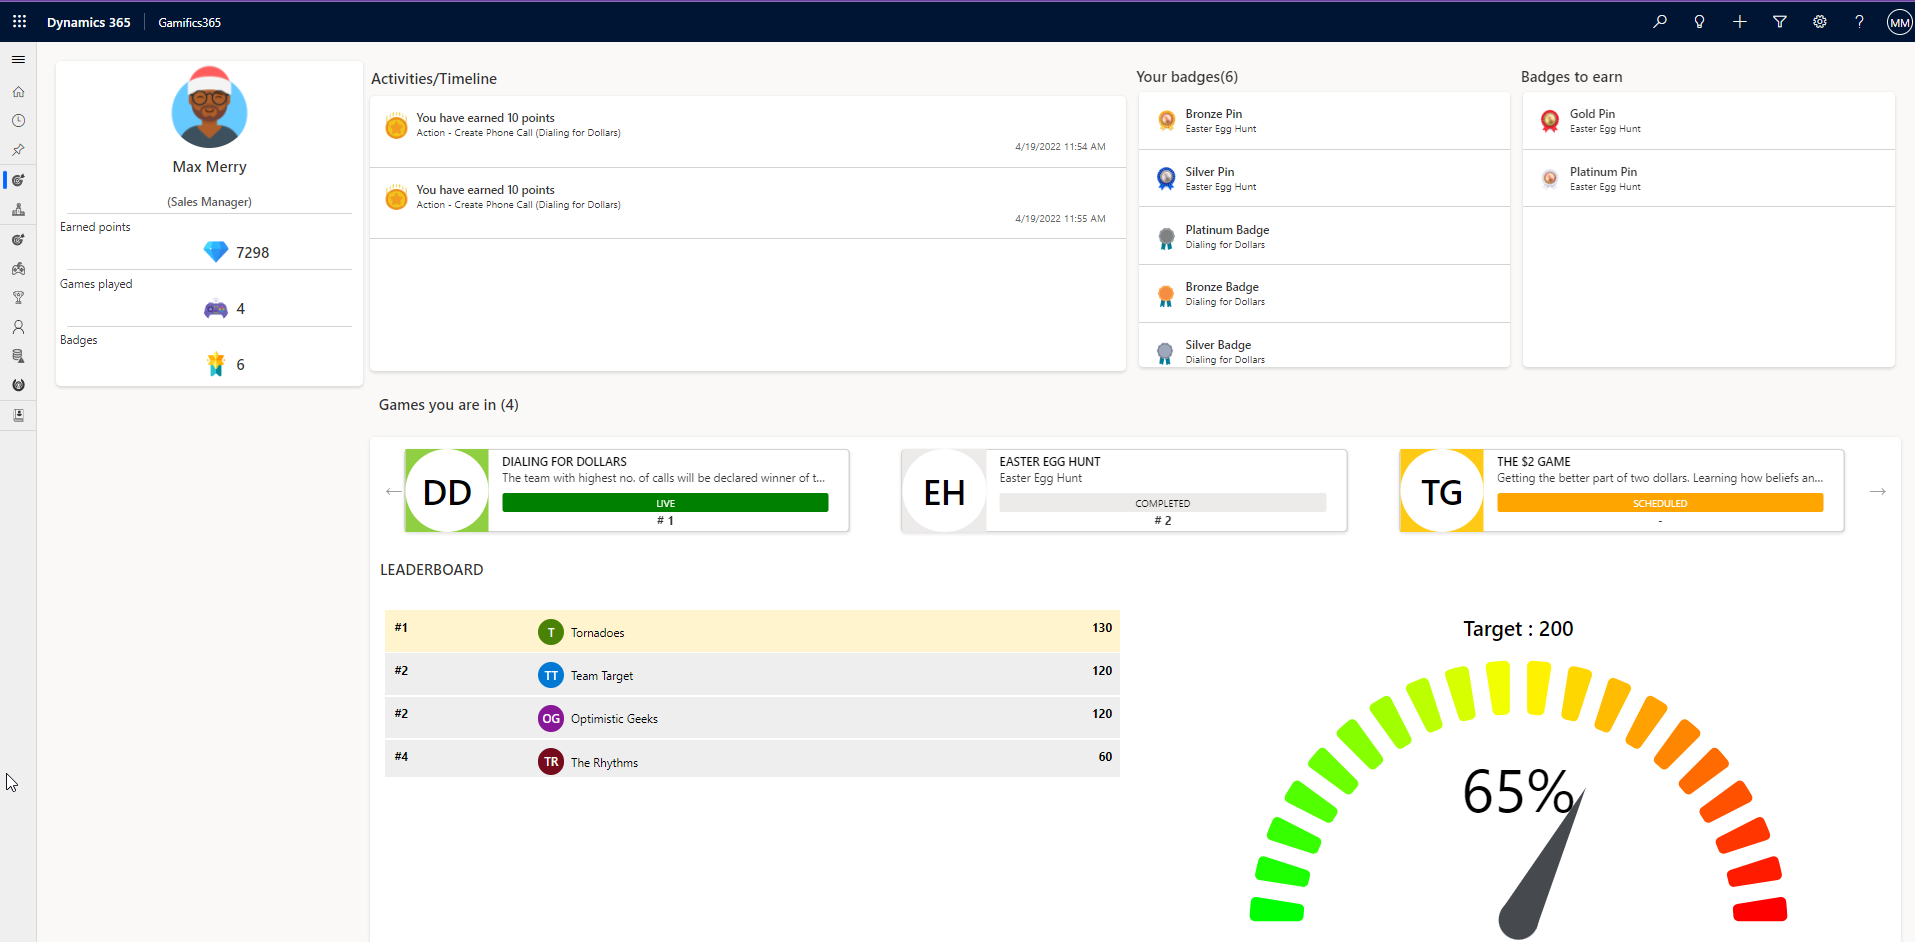 Dynamics 365
Gamifics365
MM
Max Merry
(Sales Manager)
Earned points
7298
Games played
4
Badges
6
Activities/Timeline
You have earned 10 points
Action - Create Phone Call (Dialing for Dollars)
4/19/2022 11:54 AM
You have earned 10 points
Action - Create Phone Call (Dialing for Dollars)
4/19/2022 11:55 AM
Your badges(6)
Bronze Pin
Easter Egg Hunt
Silver Pin
Easter Egg Hunt
Platinum Badge
Dialing for Dollars
Bronze Badge
Dialing for Dollars
Silver Badge
Dialing for Dollars
Badges to earn
Gold Pin
Easter Egg Hunt
Platinum Pin
Easter Egg Hunt
Games you are in (4)
DD
DIALING FOR DOLLARS
The team with highest no. of calls will be declared winner of t...
LIVE
# 1
EH
EASTER EGG HUNT
Easter Egg Hunt
COMPLETED
# 2
TG
THE $2 GAME
Getting the better part of two dollars. Learning how beliefs an...
SCHEDULED
-
LEADERBOARD
#1 T Tornadoes 130
#2 TT Team Target 120
#2 OG Optimistic Geeks 120
#4 TR The Rhythms 60
Target : 200
65%